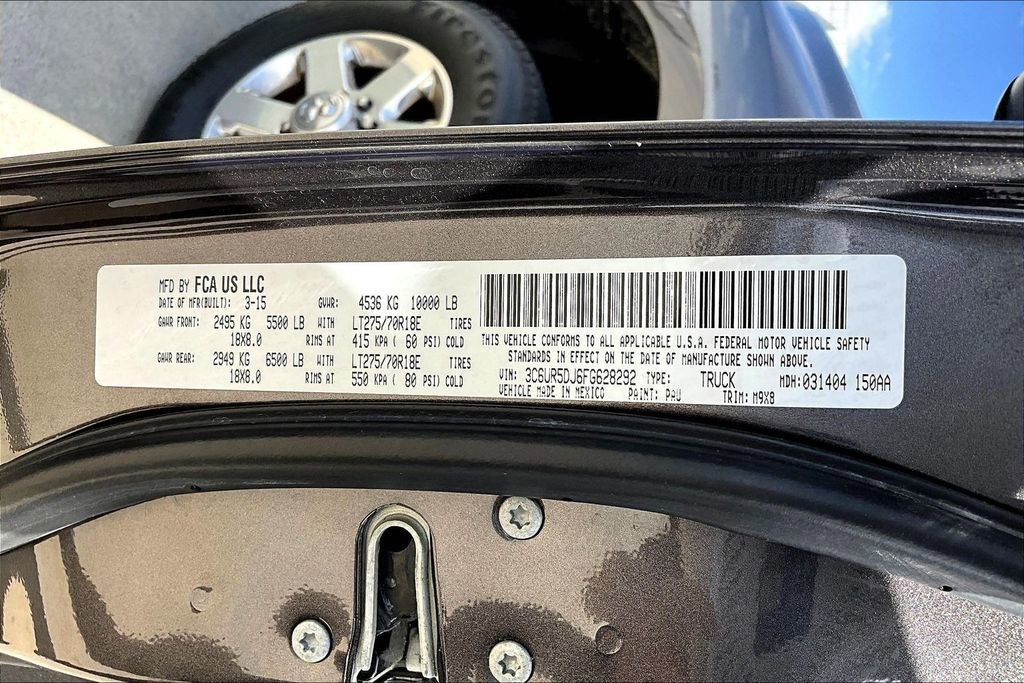 Firestone
MFD BY FCA US LLC
DATE OF MFR(BUILT): 3-15 GVWR: 4536 KG 10000 LB
GAWR FRONT: 2495 KG 5500 LB WITH LT275/70R18E TIRES
18X8.0 RIMS AT 415 KPA ( 60 PSI) COLD
GAWR REAR: 2949 KG 6500 LB WITH LT275/70R18E TIRES
18X8.0 RIMS AT 550 KPA ( 80 PSI) COLD
THIS VEHICLE CONFORMS TO ALL APPLICABLE U.S.A. FEDERAL MOTOR VEHICLE SAFETY
STANDARDS IN EFFECT ON THE DATE OF MANUFACTURE SHOWN ABOVE.
VIN: 3C6UR5DJ6FG628292 TYPE: TRUCK MDH:031404 150AA
VEHICLE MADE IN MEXICO PAINT: PAU TRIM: M9X8